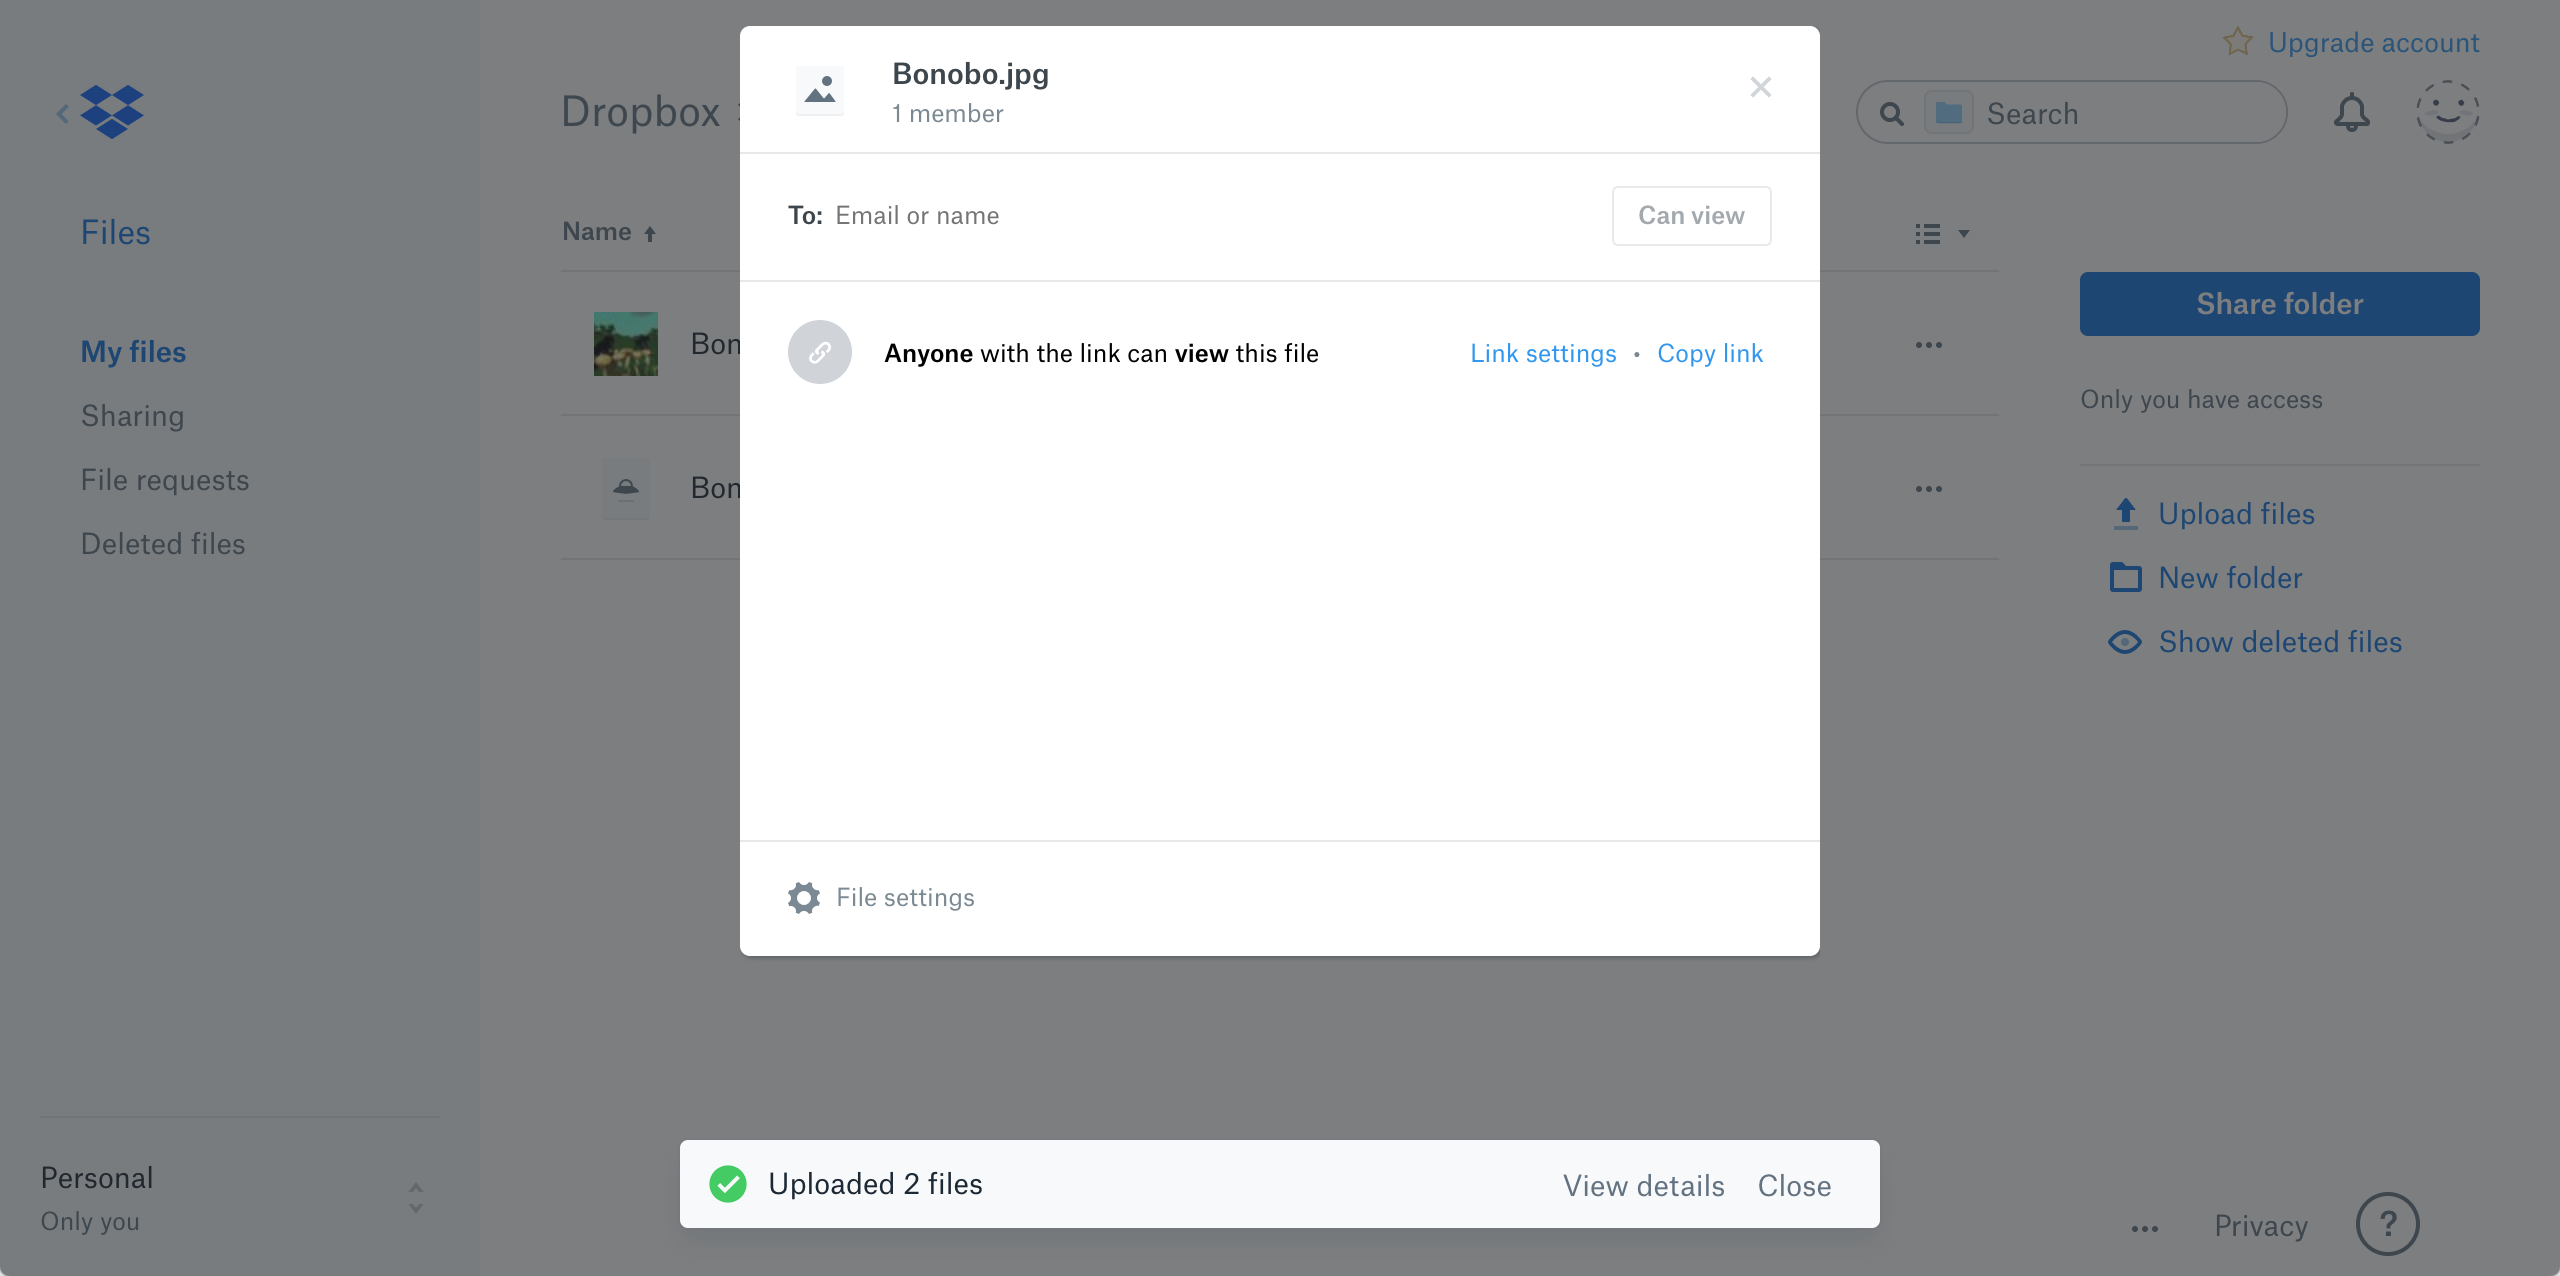 Upgrade account
Dropbox
Search
Files
My files
Sharing
File requests
Deleted files
Personal
Only you
Name
Bon
Bon
Bonobo.jpg
1 member
To: Email or name
Can view
Anyone with the link can view this file
Link settings • Copy link
File settings
Share folder
Only you have access
Upload files
New folder
Show deleted files
Uploaded 2 files
View details Close
Privacy
?